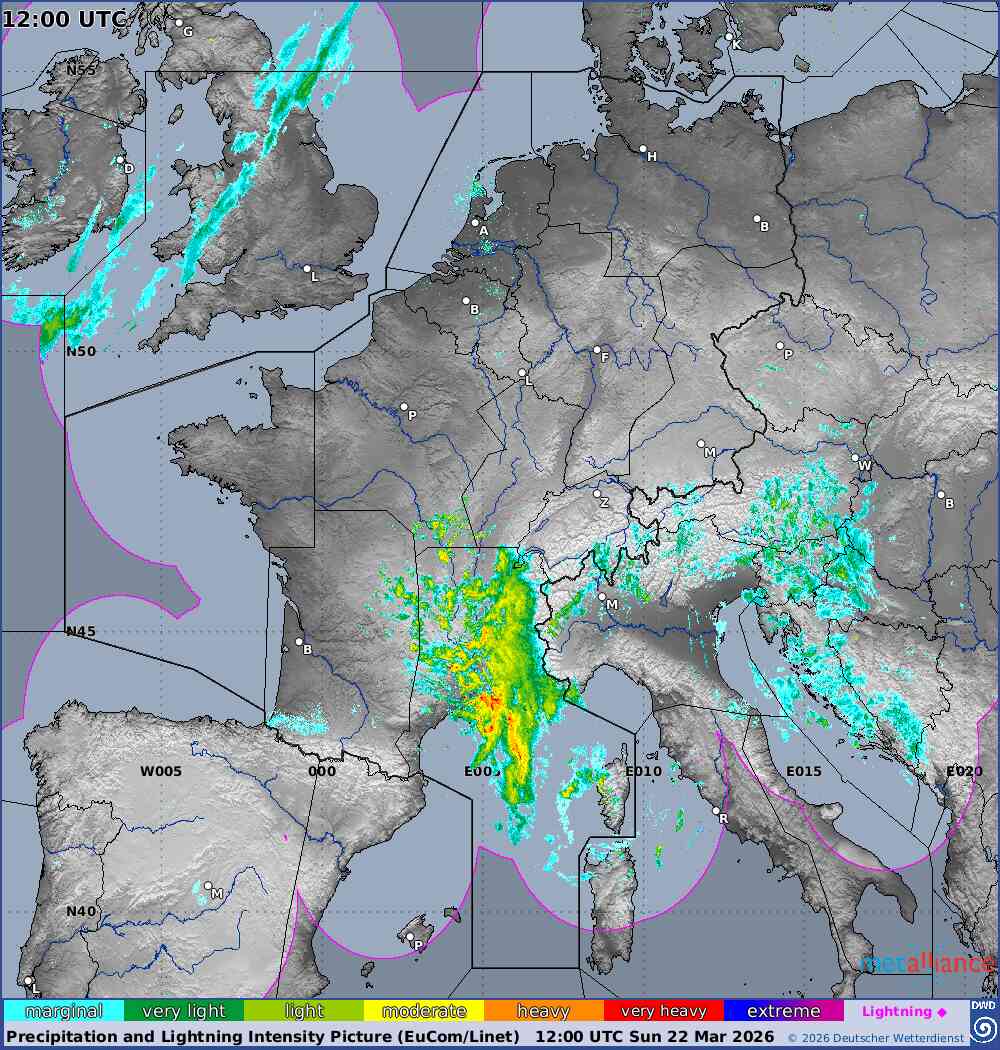 12:00 UTC
G
K
N55
D
H
A
B
L
B
N50
F
P
L
P
M
W
Z
B
M
N45
B
W005
000
E005
E010
E015
E020
R
M
N40
P
L
metalliance
marginal very light light moderate heavy very heavy extreme Lightning ◆
DWD
Precipitation and Lightning Intensity Picture (EuCom/Linet) 12:00 UTC Sun 22 Mar 2026 © 2026 Deutscher Wetterdienst